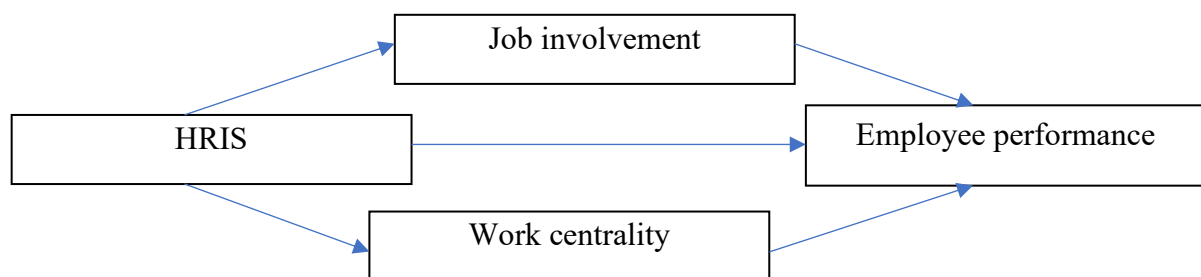 Job involvement
HRIS
Employee performance
Work centrality